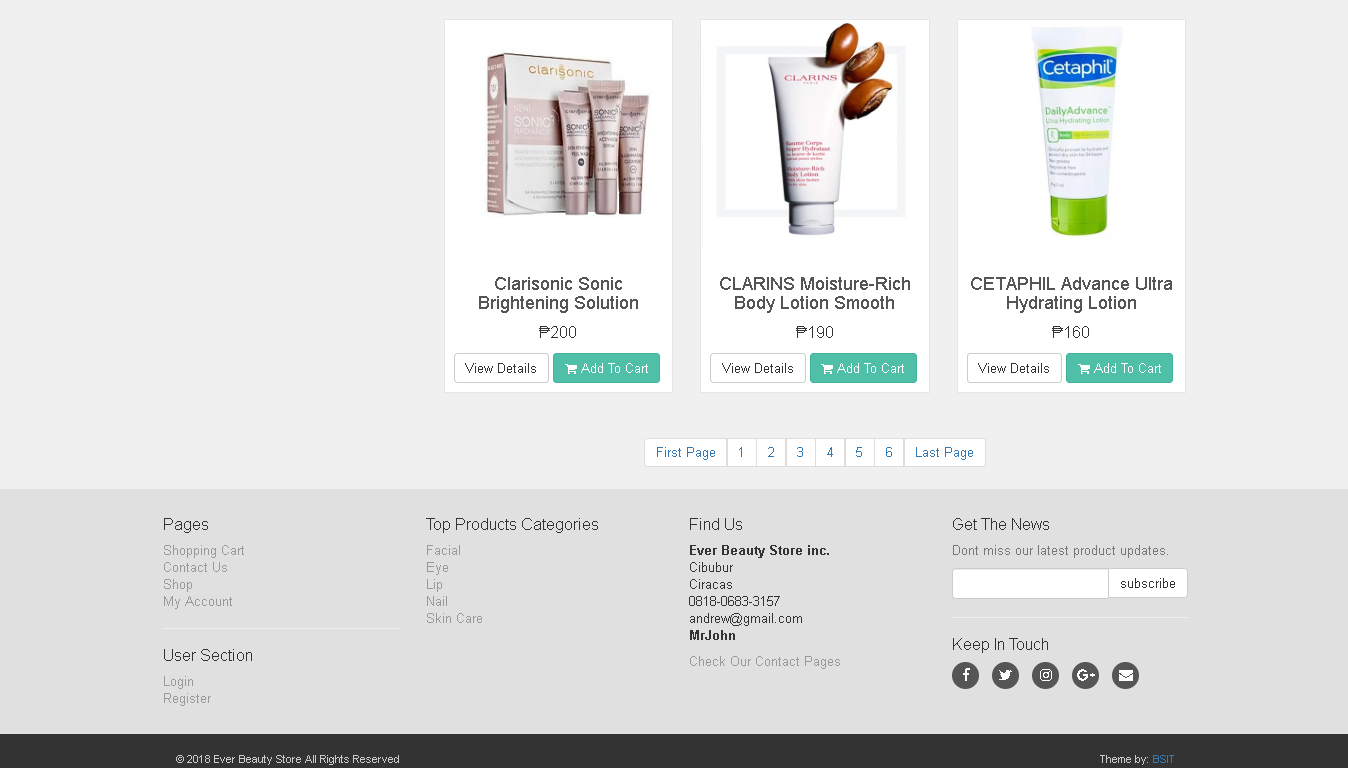 clarisonic
NEW!
SONIC
RADIANCE
SONIC
SONIC
SONIC
CLARINS
PARIS
Baume Corps
Super Hydratant
Moisture-Rich
Body Lotion
Cetaphil
DailyAdvance
Ultra Hydrating Lotion
Clarisonic Sonic
Brightening Solution
₱200
View Details
Add To Cart
CLARINS Moisture-Rich
Body Lotion Smooth
₱190
View Details
Add To Cart
CETAPHIL Advance Ultra
Hydrating Lotion
₱160
View Details
Add To Cart
First Page 1 2 3 4 5 6 Last Page
Pages
Shopping Cart
Contact Us
Shop
My Account
User Section
Login
Register
Top Products Categories
Facial
Eye
Lip
Nail
Skin Care
Find Us
Ever Beauty Store inc.
Cibubur
Ciracas
0818-0683-3157
andrew@gmail.com
MrJohn
Check Our Contact Pages
Get The News
Dont miss our latest product updates.
subscribe
Keep In Touch
© 2018 Ever Beauty Store All Rights Reserved
Theme by: BSIT